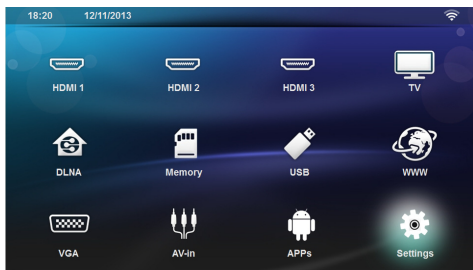 18:20 12/11/2013
HDMI 1 HDMI 2 HDMI 3 TV
DLNA Memory USB WWW
VGA AV-in APPs Settings